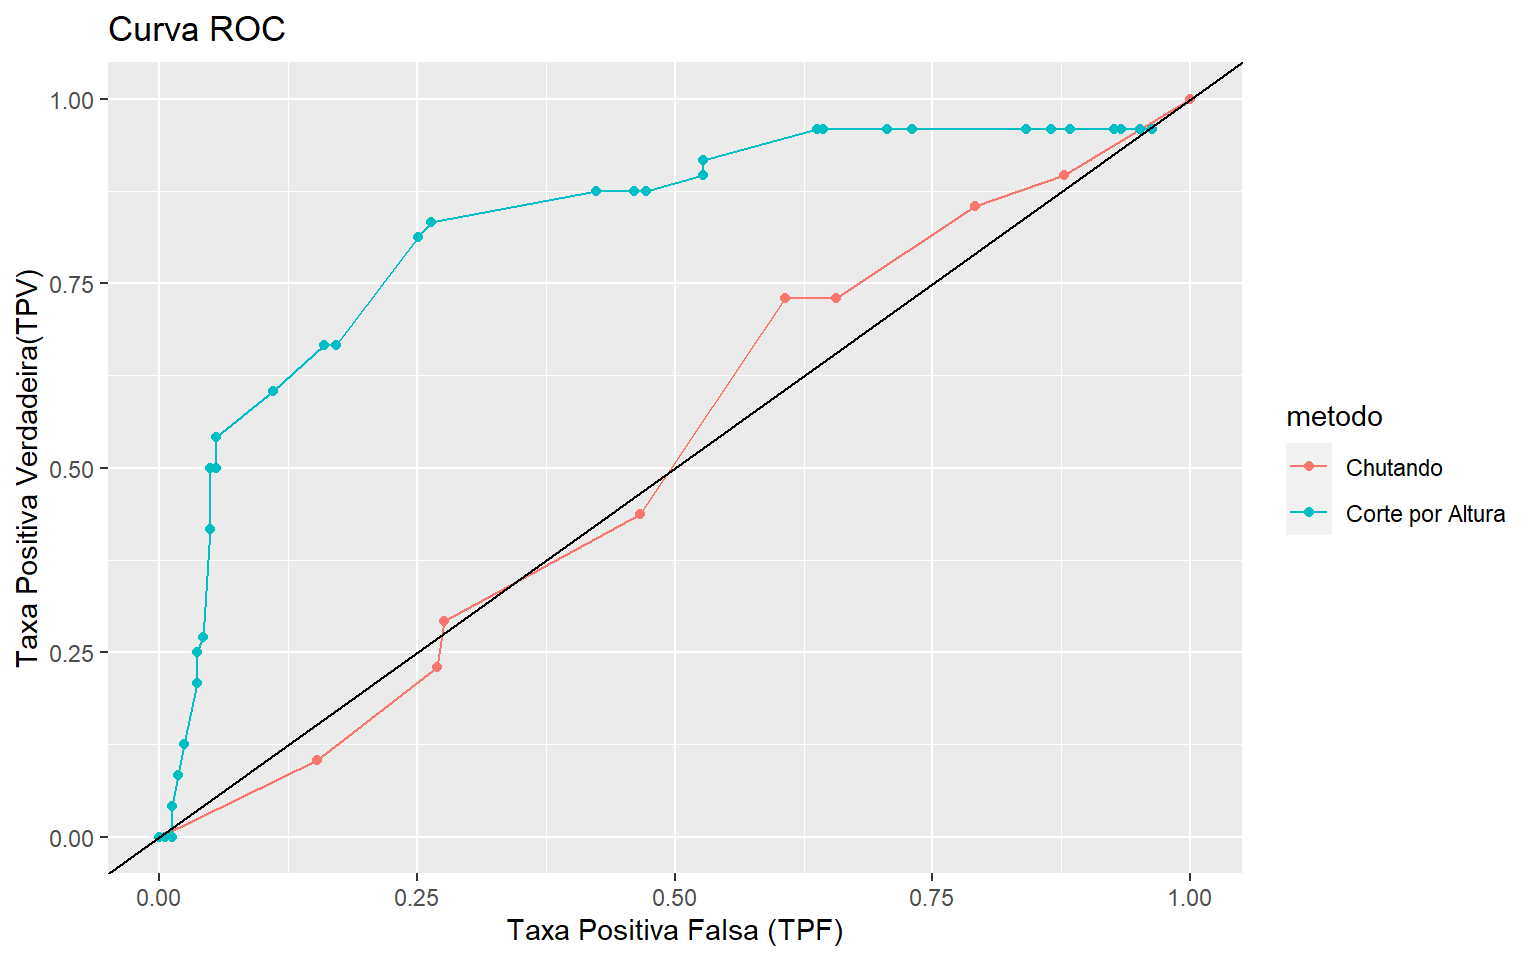 Curva ROC
Taxa Positiva Verdadeira(TPV)
1.00
0.75
0.50
0.25
0.00
0.00 0.25 0.50 0.75 1.00
Taxa Positiva Falsa (TPF)
metodo
Chutando
Corte por Altura